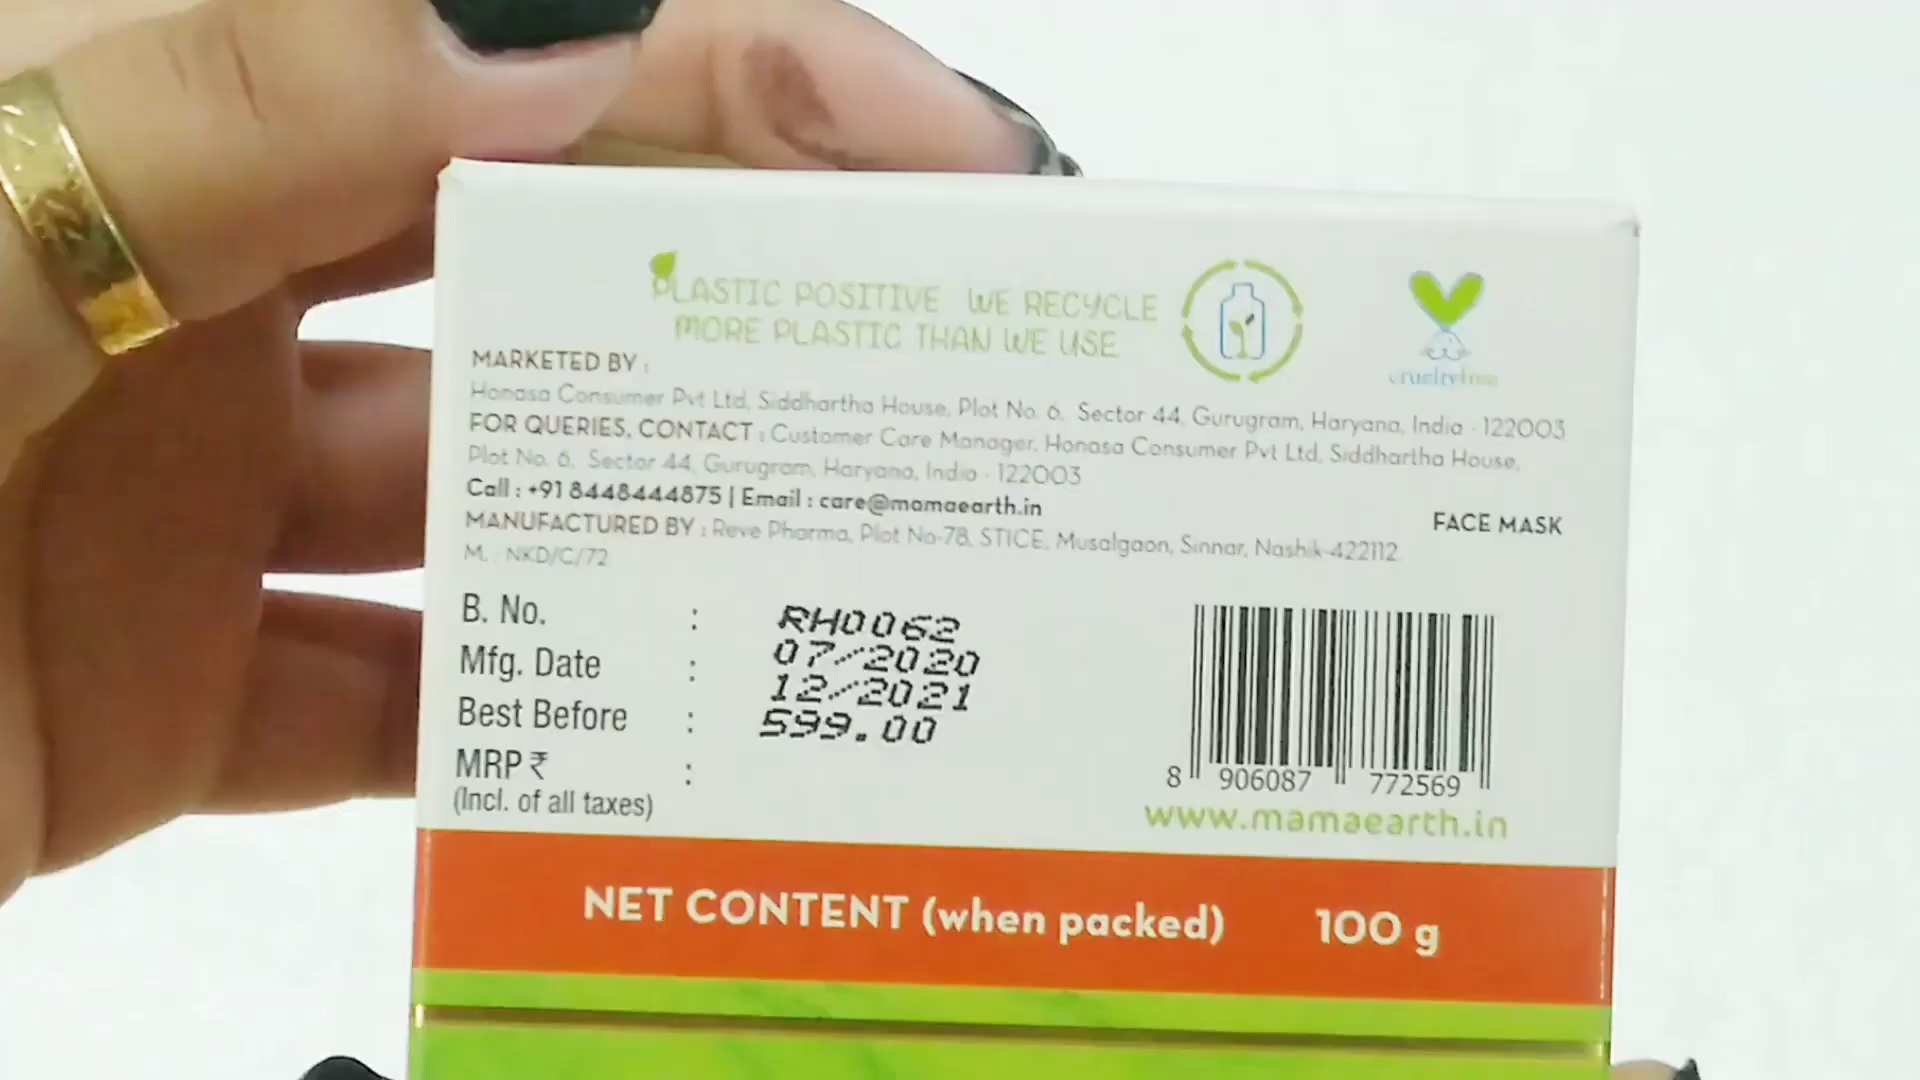 PLASTIC POSITIVE WE RECYCLE
MORE PLASTIC THAN WE USE
crueltyfree
MARKETED BY :
Honasa Consumer Pvt Ltd, Siddhartha House, Plot No. 6, Sector 44, Gurugram, Haryana, India - 122003
FOR QUERIES, CONTACT : Customer Care Manager, Honasa Consumer Pvt Ltd, Siddhartha House,
Plot No. 6, Sector 44, Gurugram, Haryana, India - 122003
Call : +91 8448444875 | Email : care@mamaearth.in
MANUFACTURED BY : Reve Pharma, Plot No-78, STICE, Musalgaon, Sinnar, Nashik-422112
M. : NKD/C/72
FACE MASK
B. No. : RH0062
Mfg. Date : 07/2020
Best Before : 12/2021
MRP ₹ : 599.00
(Incl. of all taxes)
8 906087 772569
www.mamaearth.in
NET CONTENT (when packed) 100 g